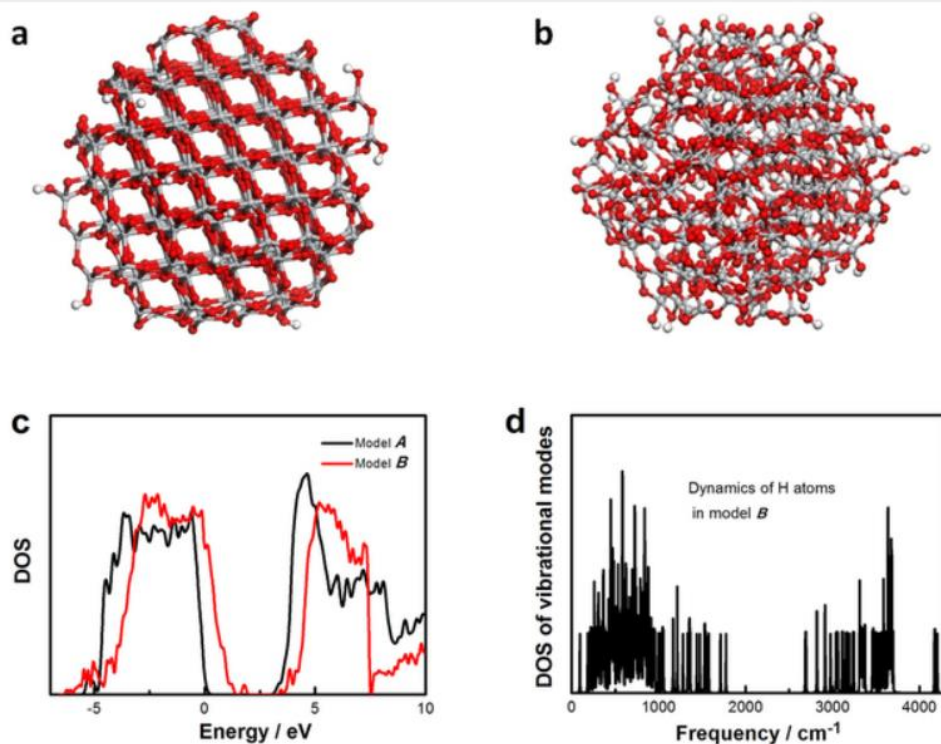 a
b
c
Model A
Model B
DOS
-5
0
5
10
Energy / eV
d
Dynamics of H atoms
in model B
DOS of vibrational modes
0
1000
2000
3000
4000
Frequency / cm⁻¹